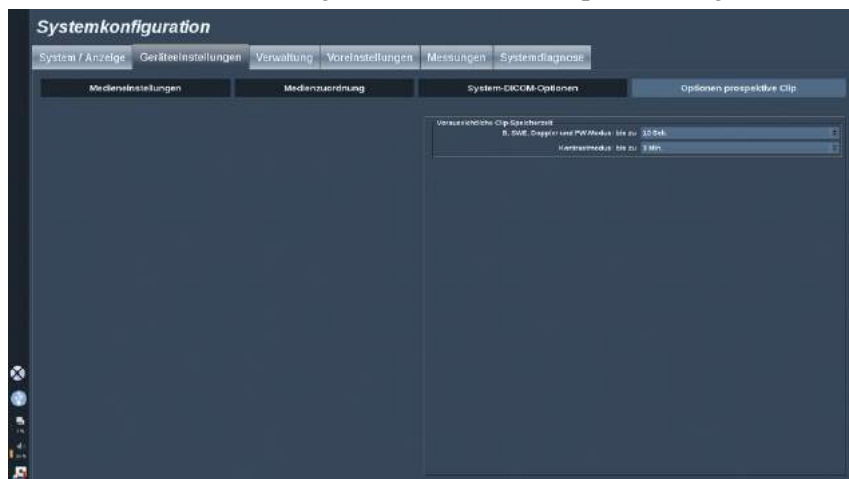 Systemkonfiguration
System / Anzeige Geräteeinstellungen Verwaltung Voreinstellungen Messungen Systemdiagnose
Medieneinstellungen Medienzuordnung System-DICOM-Optionen Optionen prospektive Clip
Voraussichtliche Clip-Speicherzeit
B, SWE, Doppler und PW-Modus: bis zu 10 Sek.
Kontrastmodus: bis zu 3 Min.